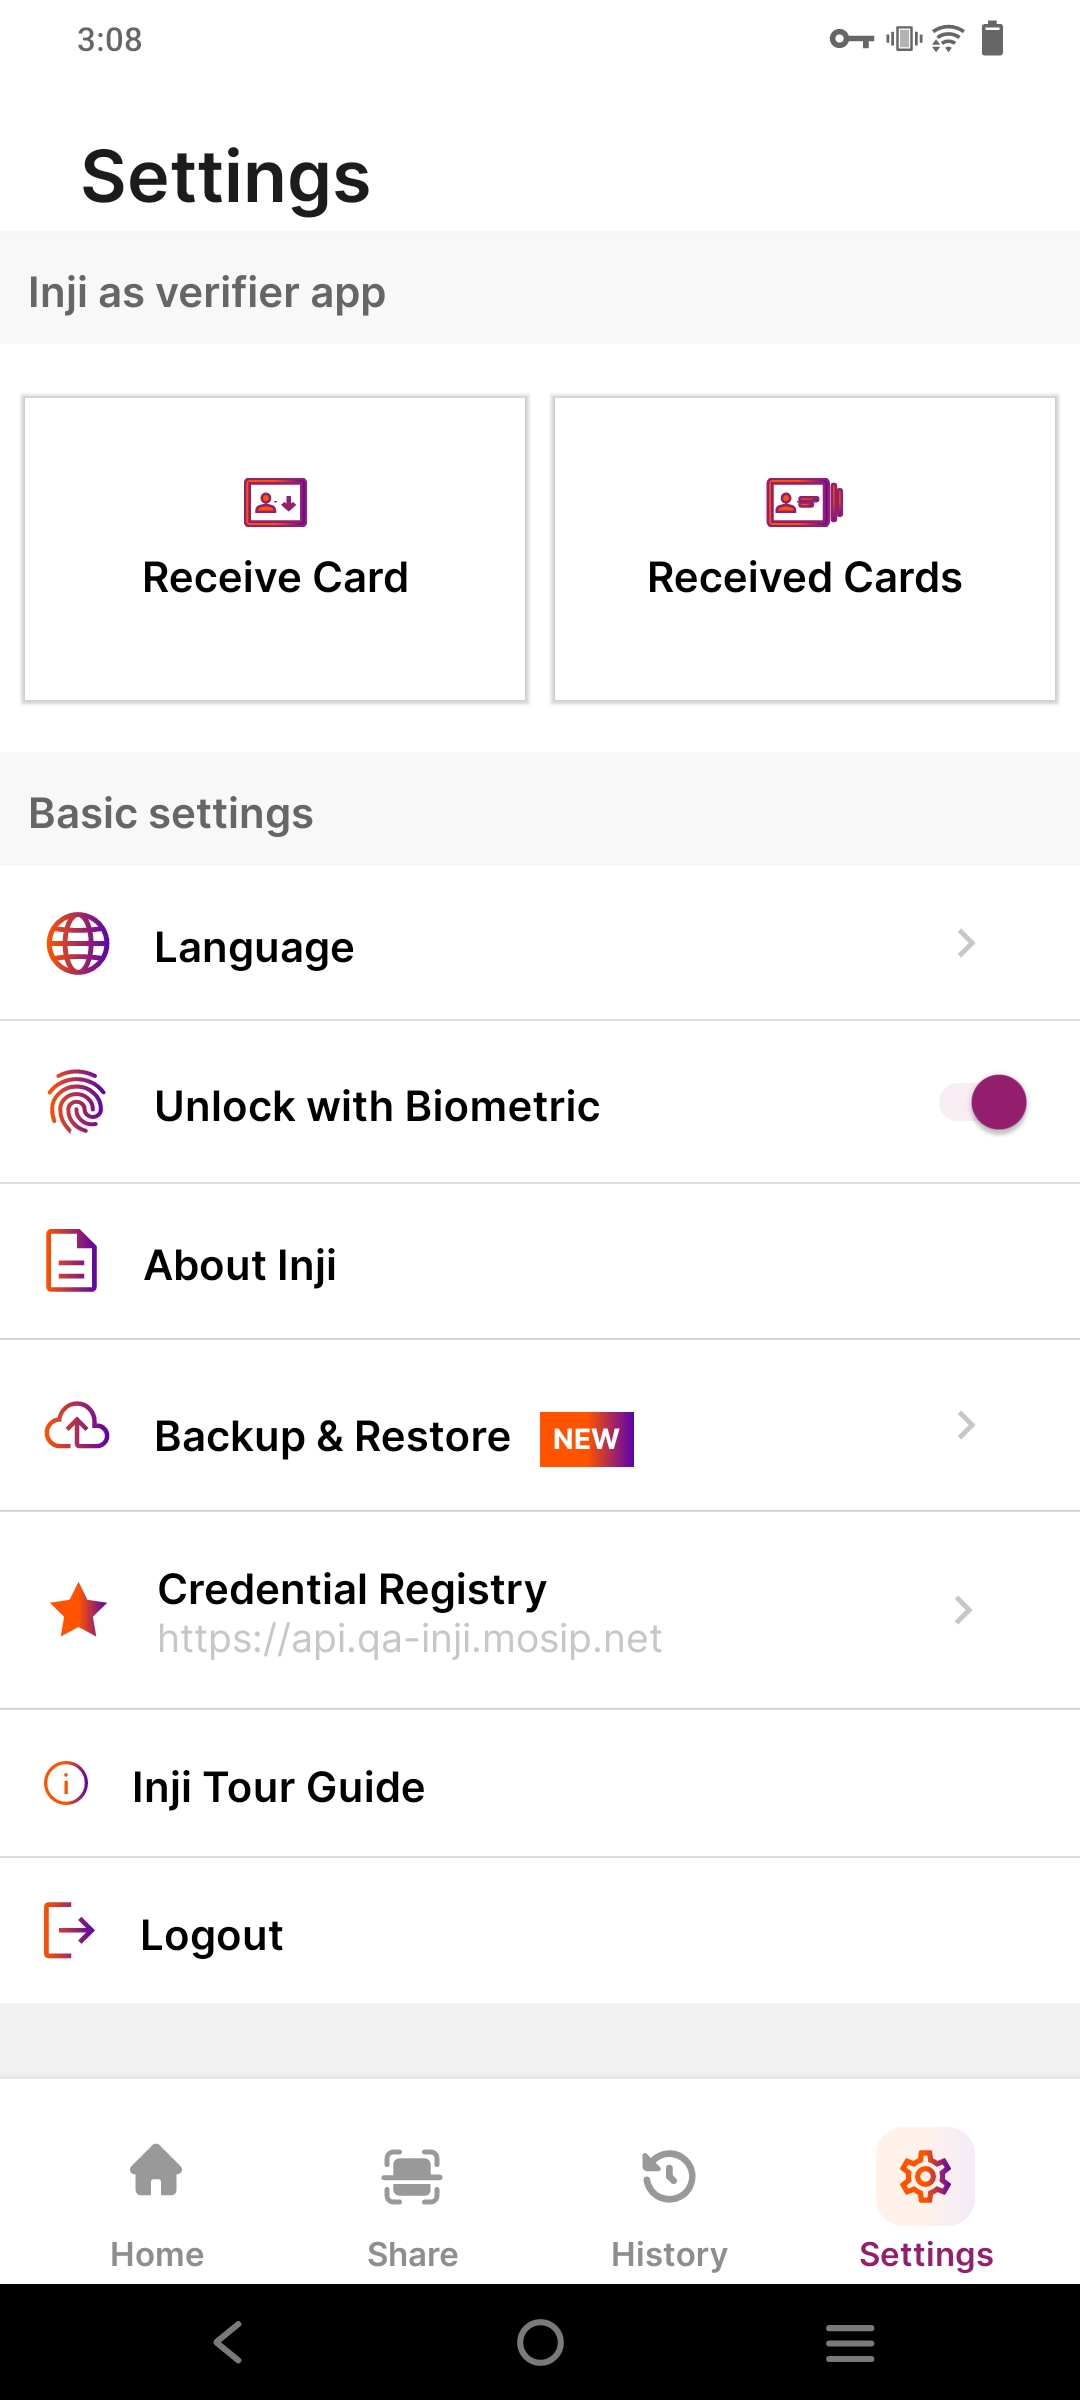 3:08
Settings
Inji as verifier app
Receive Card
Received Cards
Basic settings
Language
Unlock with Biometric
About Inji
Backup & Restore NEW
Credential Registry
https://api.qa-inji.mosip.net
Inji Tour Guide
Logout
Home Share History Settings